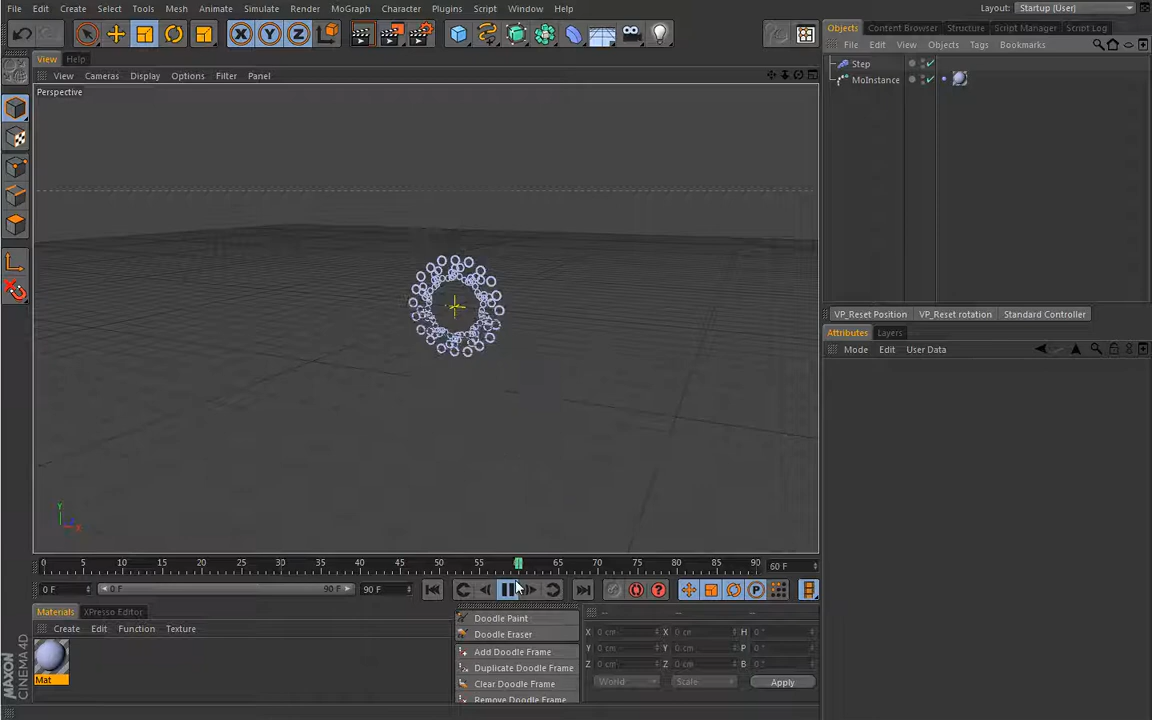 File Edit Create Select Tools Mesh Animate Simulate Render MoGraph Character Plugins Script Window Help
Layout: Startup (User)
X Y Z
Objects Content Browser Structure Script Manager Script Log
File Edit View Objects Tags Bookmarks
View Help
View Cameras Display Options Filter Panel
Perspective
Step
MoInstance
VP_Reset Position VP_Reset rotation Standard Controller
Attributes Layers
Mode Edit User Data
Y
X
0 5 10 15 20 25 30 35 40 45 50 55 60 65 70 75 80 85 90 60 F
0 F 0 F 90 F 90 F
P
Materials XPresso Editor
Create Edit Function Texture
Mat
Doodle Paint
Doodle Eraser
Add Doodle Frame
Duplicate Doodle Frame
Clear Doodle Frame
Remove Doodle Frame
-- -- --
X 0 cm X 0 cm H 0 °
Y 0 cm Y 0 cm P 0 °
Z 0 cm Z 0 cm B 0 °
World Scale Apply
MAXON
CINEMA 4D